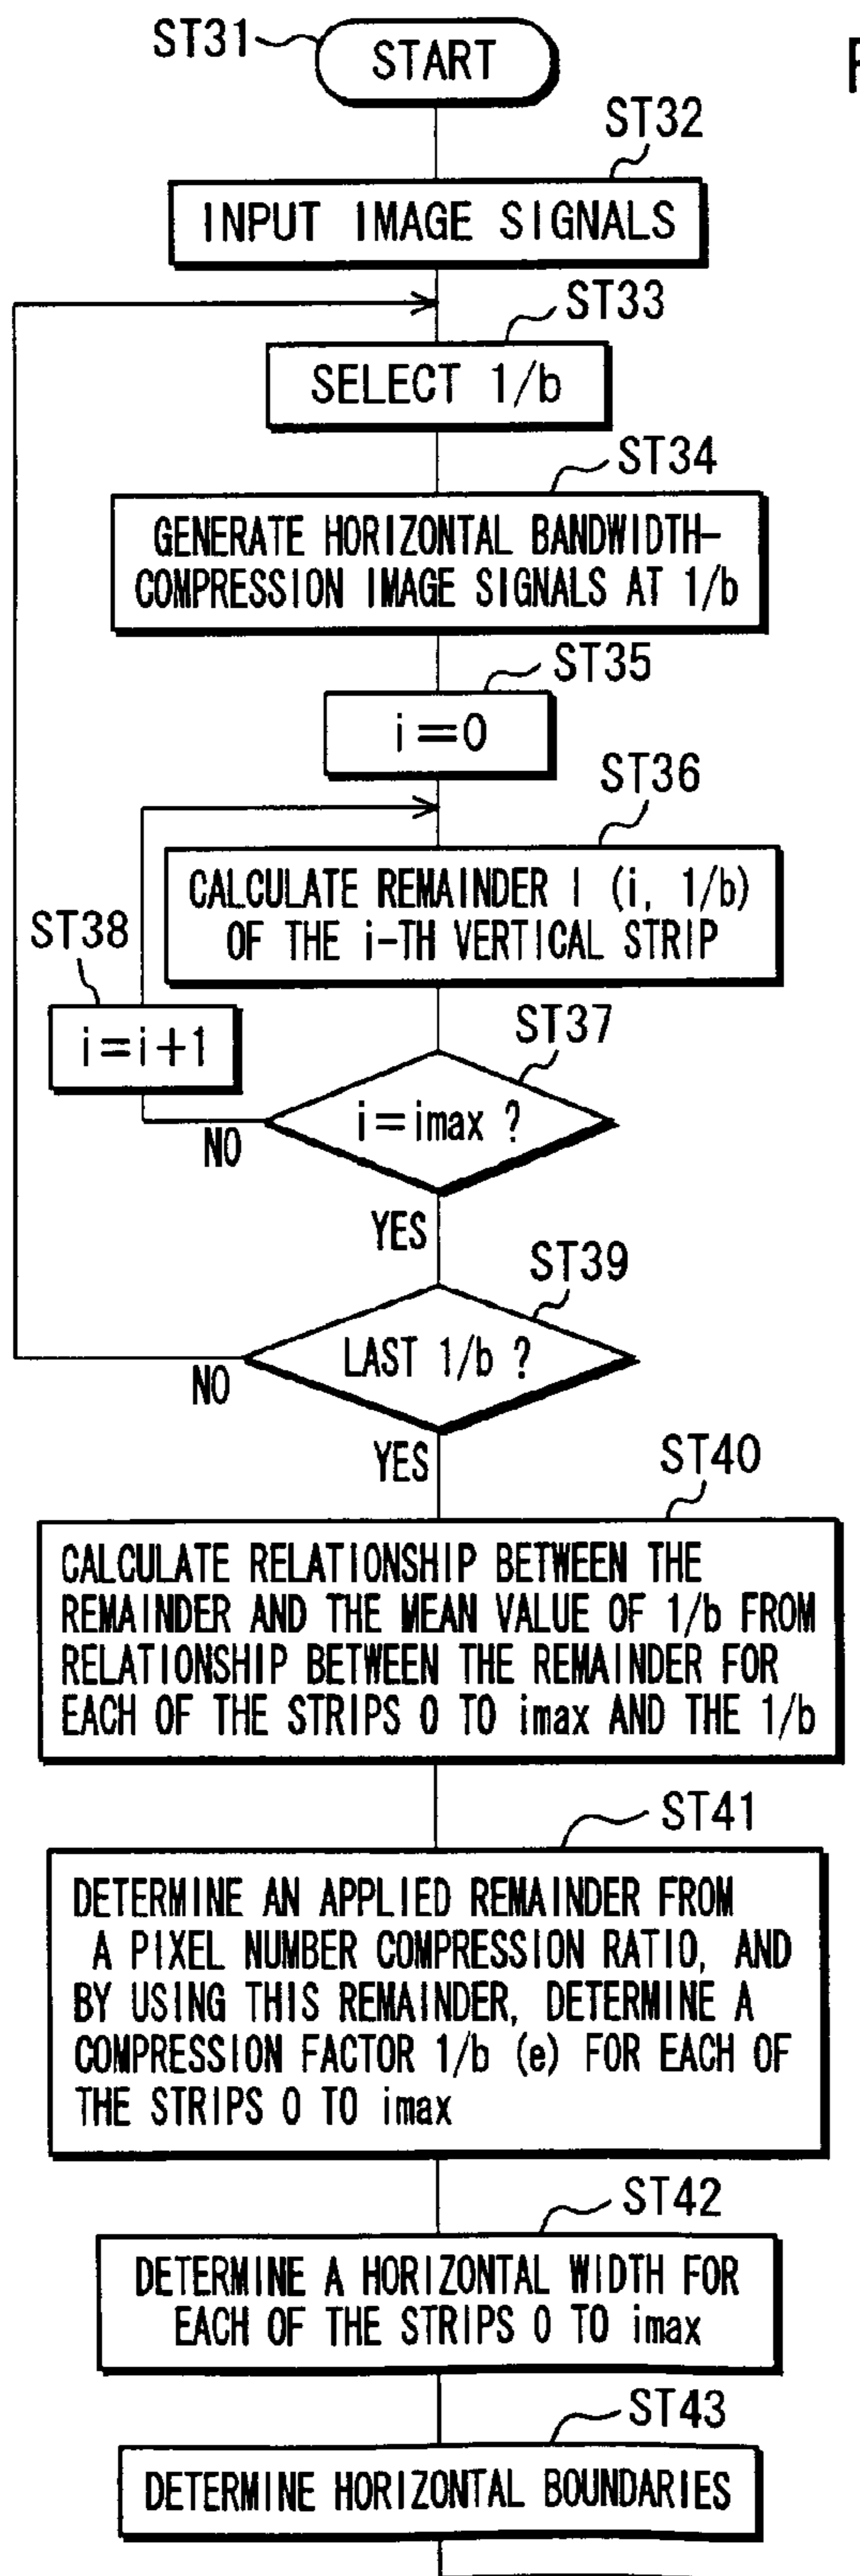 ST31
START
ST32
INPUT IMAGE SIGNALS
ST33
SELECT 1/b
ST34
GENERATE HORIZONTAL BANDWIDTH-
COMPRESSION IMAGE SIGNALS AT 1/b
ST35
i=0
ST36
CALCULATE REMAINDER I (i, 1/b)
OF THE i-TH VERTICAL STRIP
ST38
i=i+1
ST37
i=imax ?
NO
YES
ST39
LAST 1/b ?
NO
YES
ST40
CALCULATE RELATIONSHIP BETWEEN THE
REMAINDER AND THE MEAN VALUE OF 1/b FROM
RELATIONSHIP BETWEEN THE REMAINDER FOR
EACH OF THE STRIPS 0 TO imax AND THE 1/b
ST41
DETERMINE AN APPLIED REMAINDER FROM
A PIXEL NUMBER COMPRESSION RATIO, AND
BY USING THIS REMAINDER, DETERMINE A
COMPRESSION FACTOR 1/b (e) FOR EACH OF
THE STRIPS 0 TO imax
ST42
DETERMINE A HORIZONTAL WIDTH FOR
EACH OF THE STRIPS 0 TO imax
ST43
DETERMINE HORIZONTAL BOUNDARIES